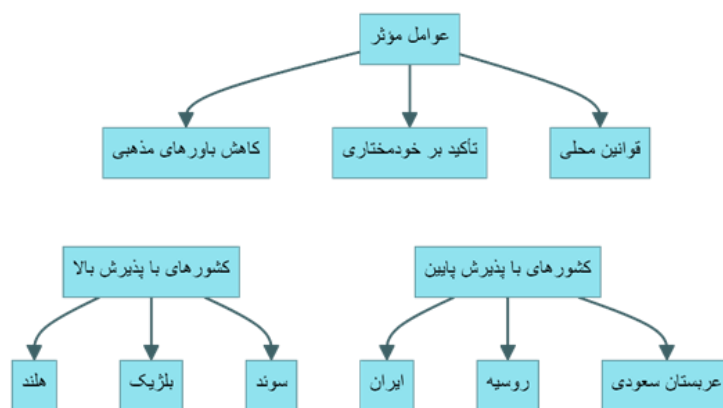 عوامل مؤثر
قوانین محلی
تأکید بر خودمختاری
کاهش باورهای مذهبی
کشورهای با پذیرش پایین
کشورهای با پذیرش بالا
عربستان سعودی
روسیه
ایران
سوئد
بلژیک
هلند